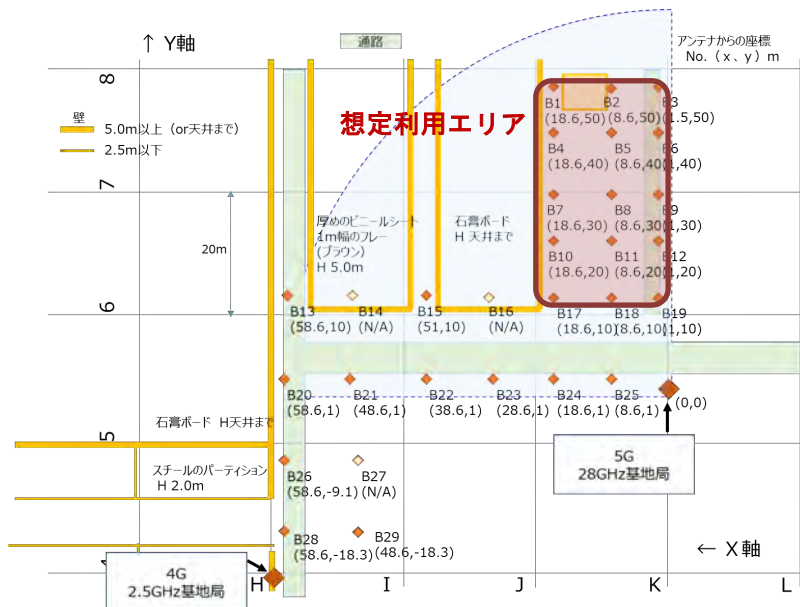 ↑ Y軸
通路
アンテナからの座標
No.（x、y）m
8
壁
5.0m以上（or天井まで）
2.5m以下
想定利用エリア
B1
(18.6,50)
B2
(8.6,50)
B3
(1.5,50)
B4
(18.6,40)
B5
(8.6,40)
B6
(1,40)
7
20m
厚めのビニールシート
1m幅のフレー
(ブラウン)
H 5.0m
石膏ボード
H 天井まで
B7
(18.6,30)
B8
(8.6,30)
B9
(1,30)
B10
(18.6,20)
B11
(8.6,20)
B12
(1,20)
6
B13
(58.6,10)
B14
(N/A)
B15
(51,10)
B16
(N/A)
B17
(18.6,10)
B18
(8.6,10)
B19
(1,10)
B20
(58.6,1)
B21
(48.6,1)
B22
(38.6,1)
B23
(28.6,1)
B24
(18.6,1)
B25
(8.6,1)
(0,0)
石膏ボード H天井まで
5
スチールのパーティション
H 2.0m
B26
(58.6,-9.1)
B27
(N/A)
5G
28GHz基地局
B28
(58.6,-18.3)
B29
(48.6,-18.3)
← X軸
4G
2.5GHz基地局
H
I
J
K
L